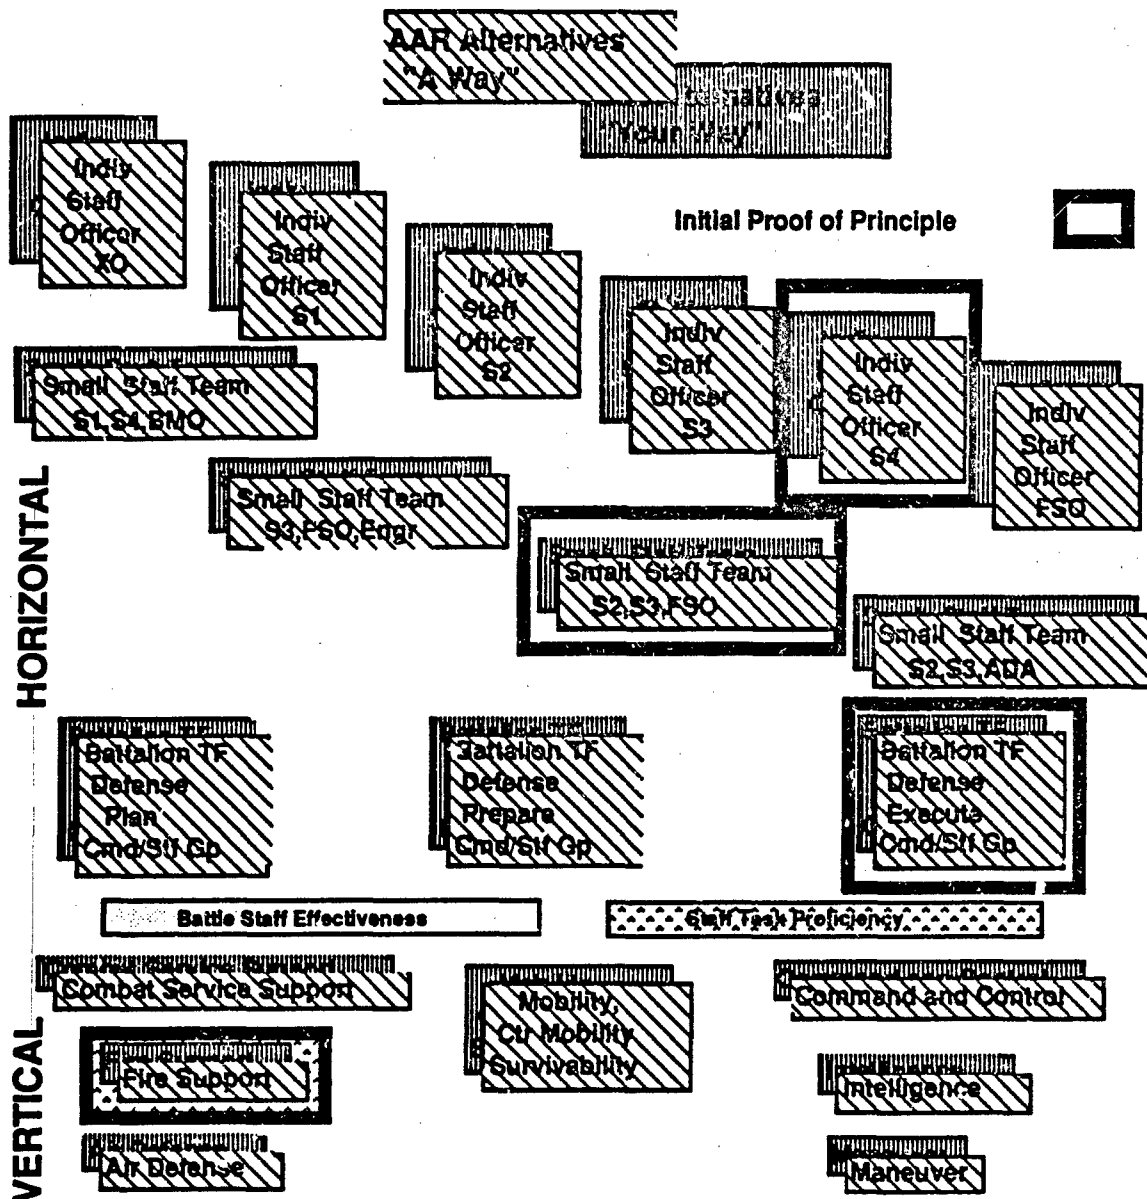 AAR Alternatives
"A Way"
"Your Way"
Initial Proof of Principle
Indiv
Staff
Officer
XO
Indiv
Staff
Officer
S1
Indiv
Staff
Officer
S2
Indiv
Staff
Officer
S3
Indiv
Staff
Officer
S4
Indiv
Staff
Officer
FSO
Small Staff Team
S1,S4,BMO
Small Staff Team
S3,FSO,Engr
Small Staff Team
S2,S3,FSO
Small Staff Team
S2,S3,ADA
HORIZONTAL
Battalion TF
Defense
Plan
Cmd/Stf Gp
Battalion TF
Defense
Prepare
Cmd/Stf Gp
Battalion TF
Defense
Execute
Cmd/Stf Gp
Battle Staff Effectiveness
Staff Task Proficiency
VERTICAL
Combat Service Support
Mobility,
Ctr Mobility
Survivability
Command and Control
Fire Support
Intelligence
Air Defense
Maneuver